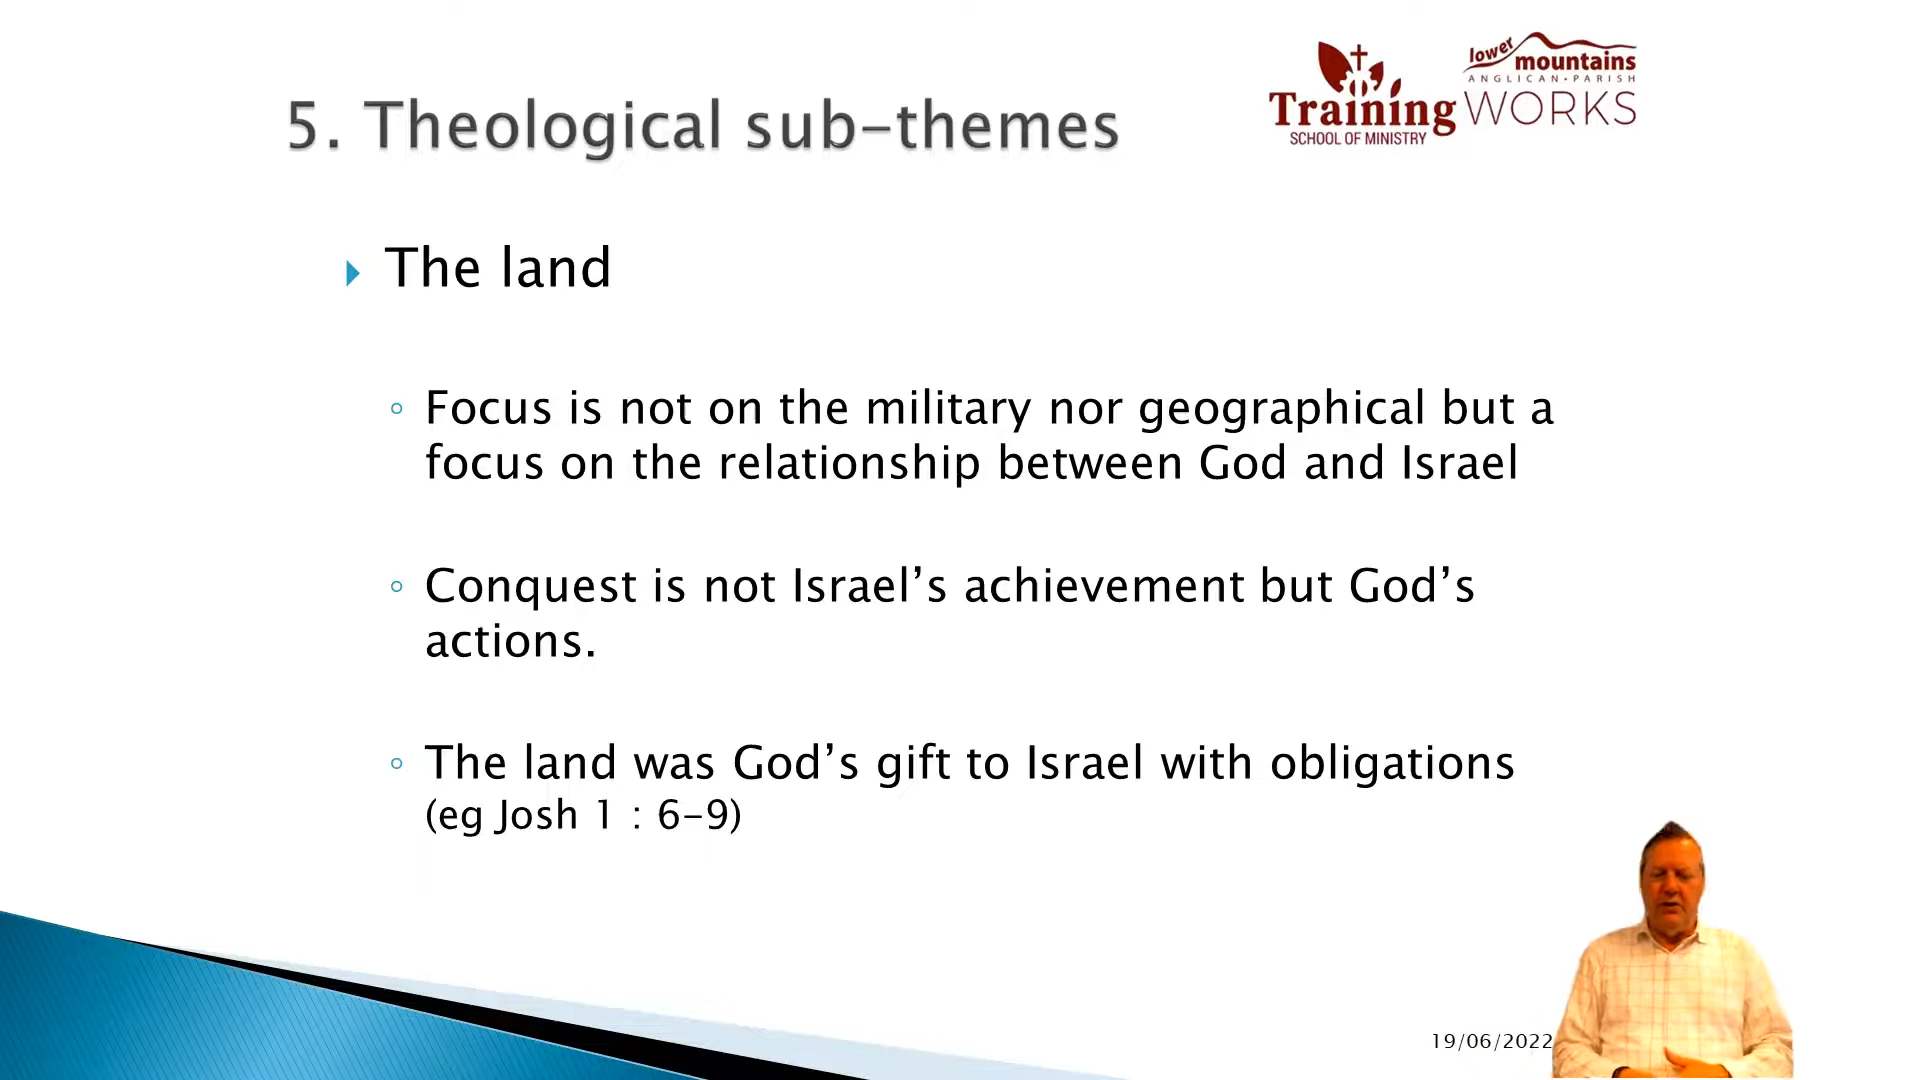 5. Theological sub-themes
lower
mountains
ANGLICAN•PARISH
Training WORKS
SCHOOL OF MINISTRY
The land
Focus is not on the military nor geographical but a
focus on the relationship between God and Israel
Conquest is not Israel’s achievement but God’s
actions.
The land was God’s gift to Israel with obligations
(eg Josh 1 : 6-9)
19/06/2022